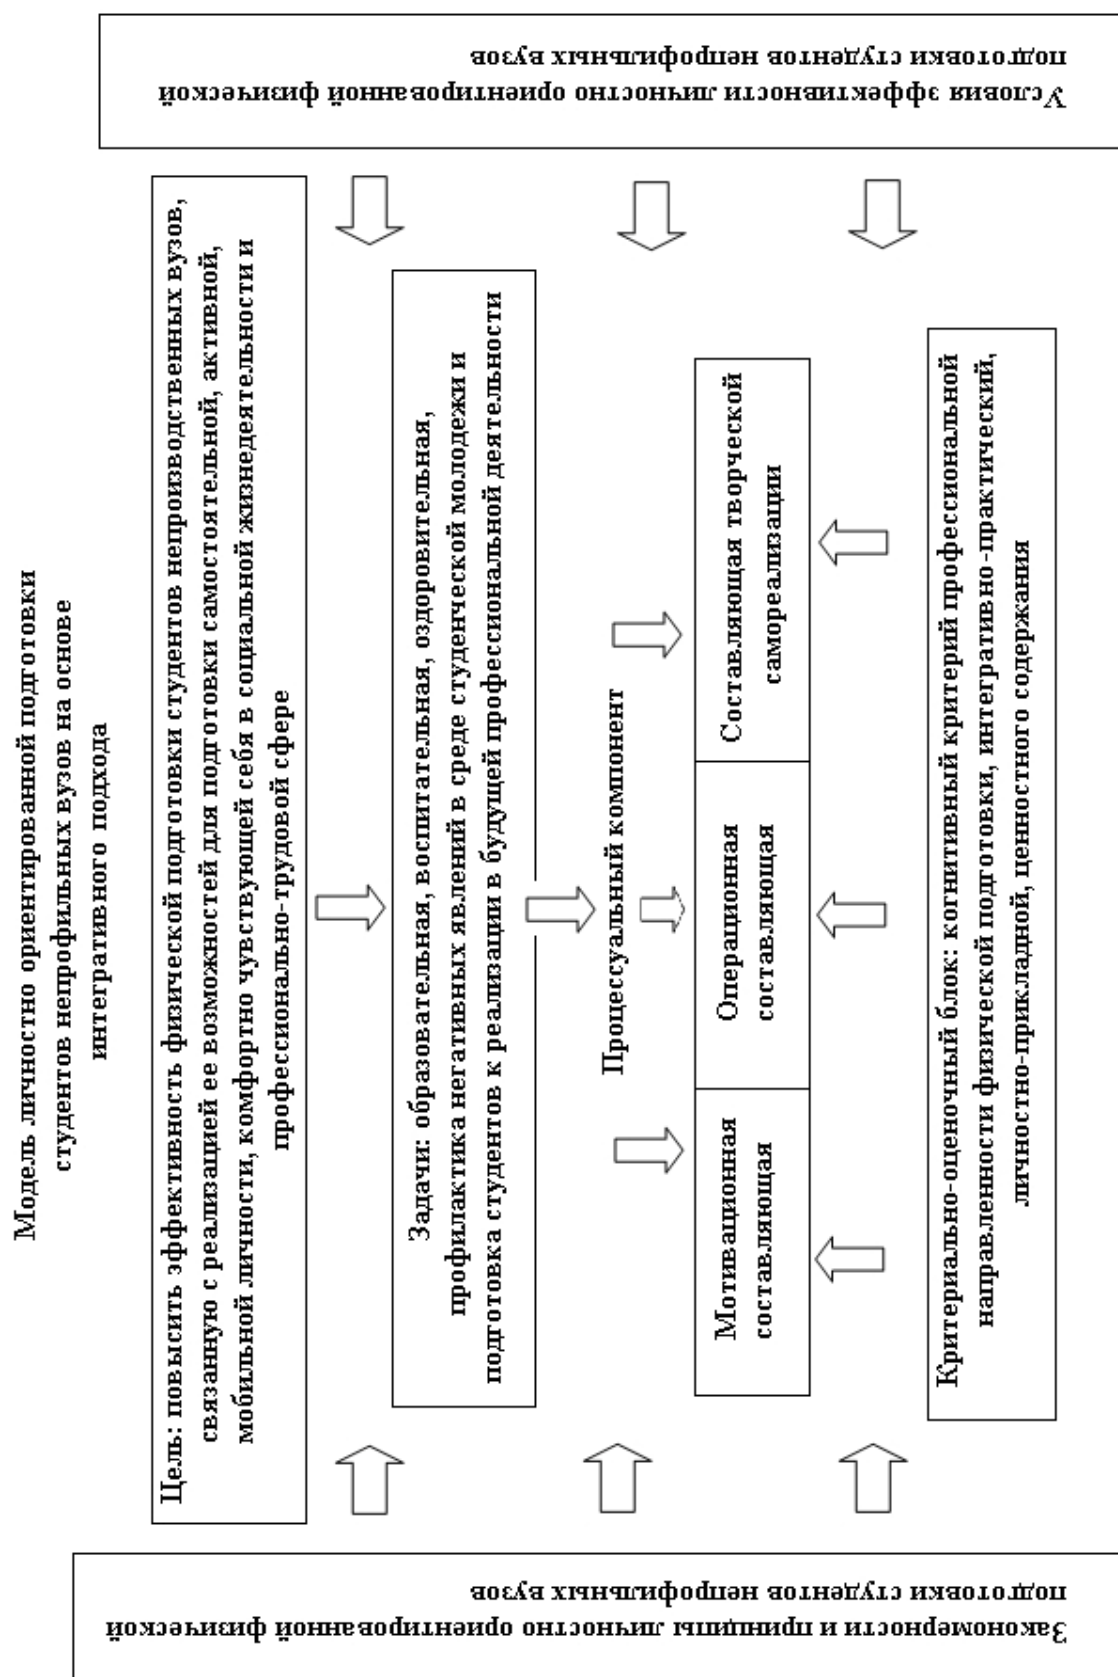 Модель личностно ориентированной подготовки
студентов непрофильных вузов на основе
интегративного подхода
Закономерности и принципы личностно ориентированной физической
подготовки студентов непрофильных вузов
Цель: повысить эффективность физической подготовки студентов непроизводственных вузов,
связанную с реализацией ее возможностей для подготовки самостоятельной, активной,
мобильной личности, комфортно чувствующей себя в социальной жизнедеятельности и
профессионально-трудовой сфере
Задачи: образовательная, воспитательная, оздоровительная,
профилактика негативных явлений в среде студенческой молодежи и
подготовка студентов к реализации в будущей профессиональной деятельности
Процессуальный компонент
Мотивационная
составляющая
Операционная
составляющая
Составляющая творческой
самореализации
Критериально-оценочный блок: когнитивный критерий профессиональной
направленности физической подготовки, интегративно-практический,
личностно-прикладной, ценностного содержания
Условия эффективности личностно ориентированной физической
подготовки студентов непрофильных вузов